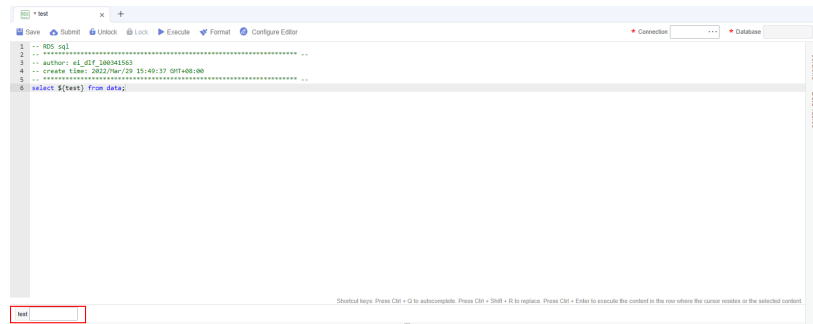 RDS * test × +
Save Submit Unlock Lock Execute Format Configure Editor * Connection ... * Database
1 -- RDS sql
2 -- ******************************************************************** --
3 -- author: ei_dlf_l00341563
4 -- create time: 2022/Mar/29 15:49:37 GMT+08:00
5 -- ******************************************************************** --
6 select ${test} from data;
Shortcut keys: Press Ctrl + Q to autocomplete. Press Ctrl + Shift + R to replace. Press Ctrl + Enter to execute the content in the row where the cursor resides or the selected content.
test